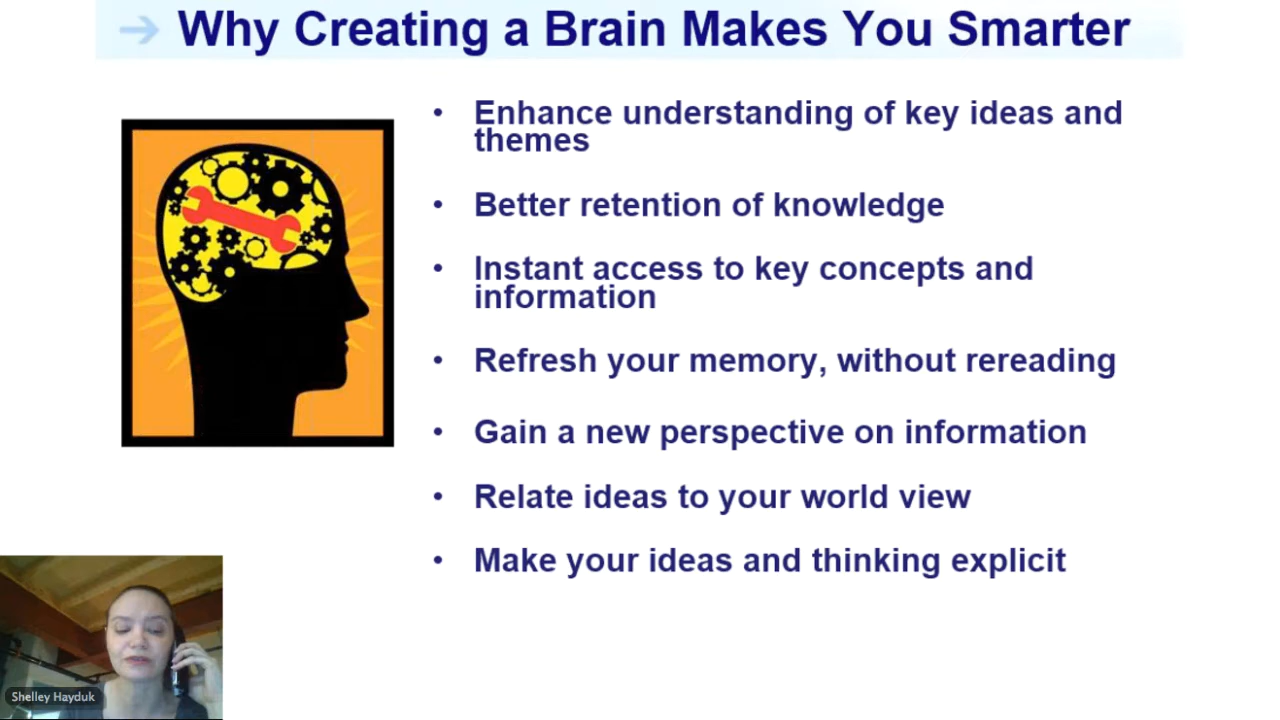 Why Creating a Brain Makes You Smarter
• Enhance understanding of key ideas and
themes
• Better retention of knowledge
• Instant access to key concepts and
information
• Refresh your memory, without rereading
• Gain a new perspective on information
• Relate ideas to your world view
• Make your ideas and thinking explicit
Shelley Hayduk